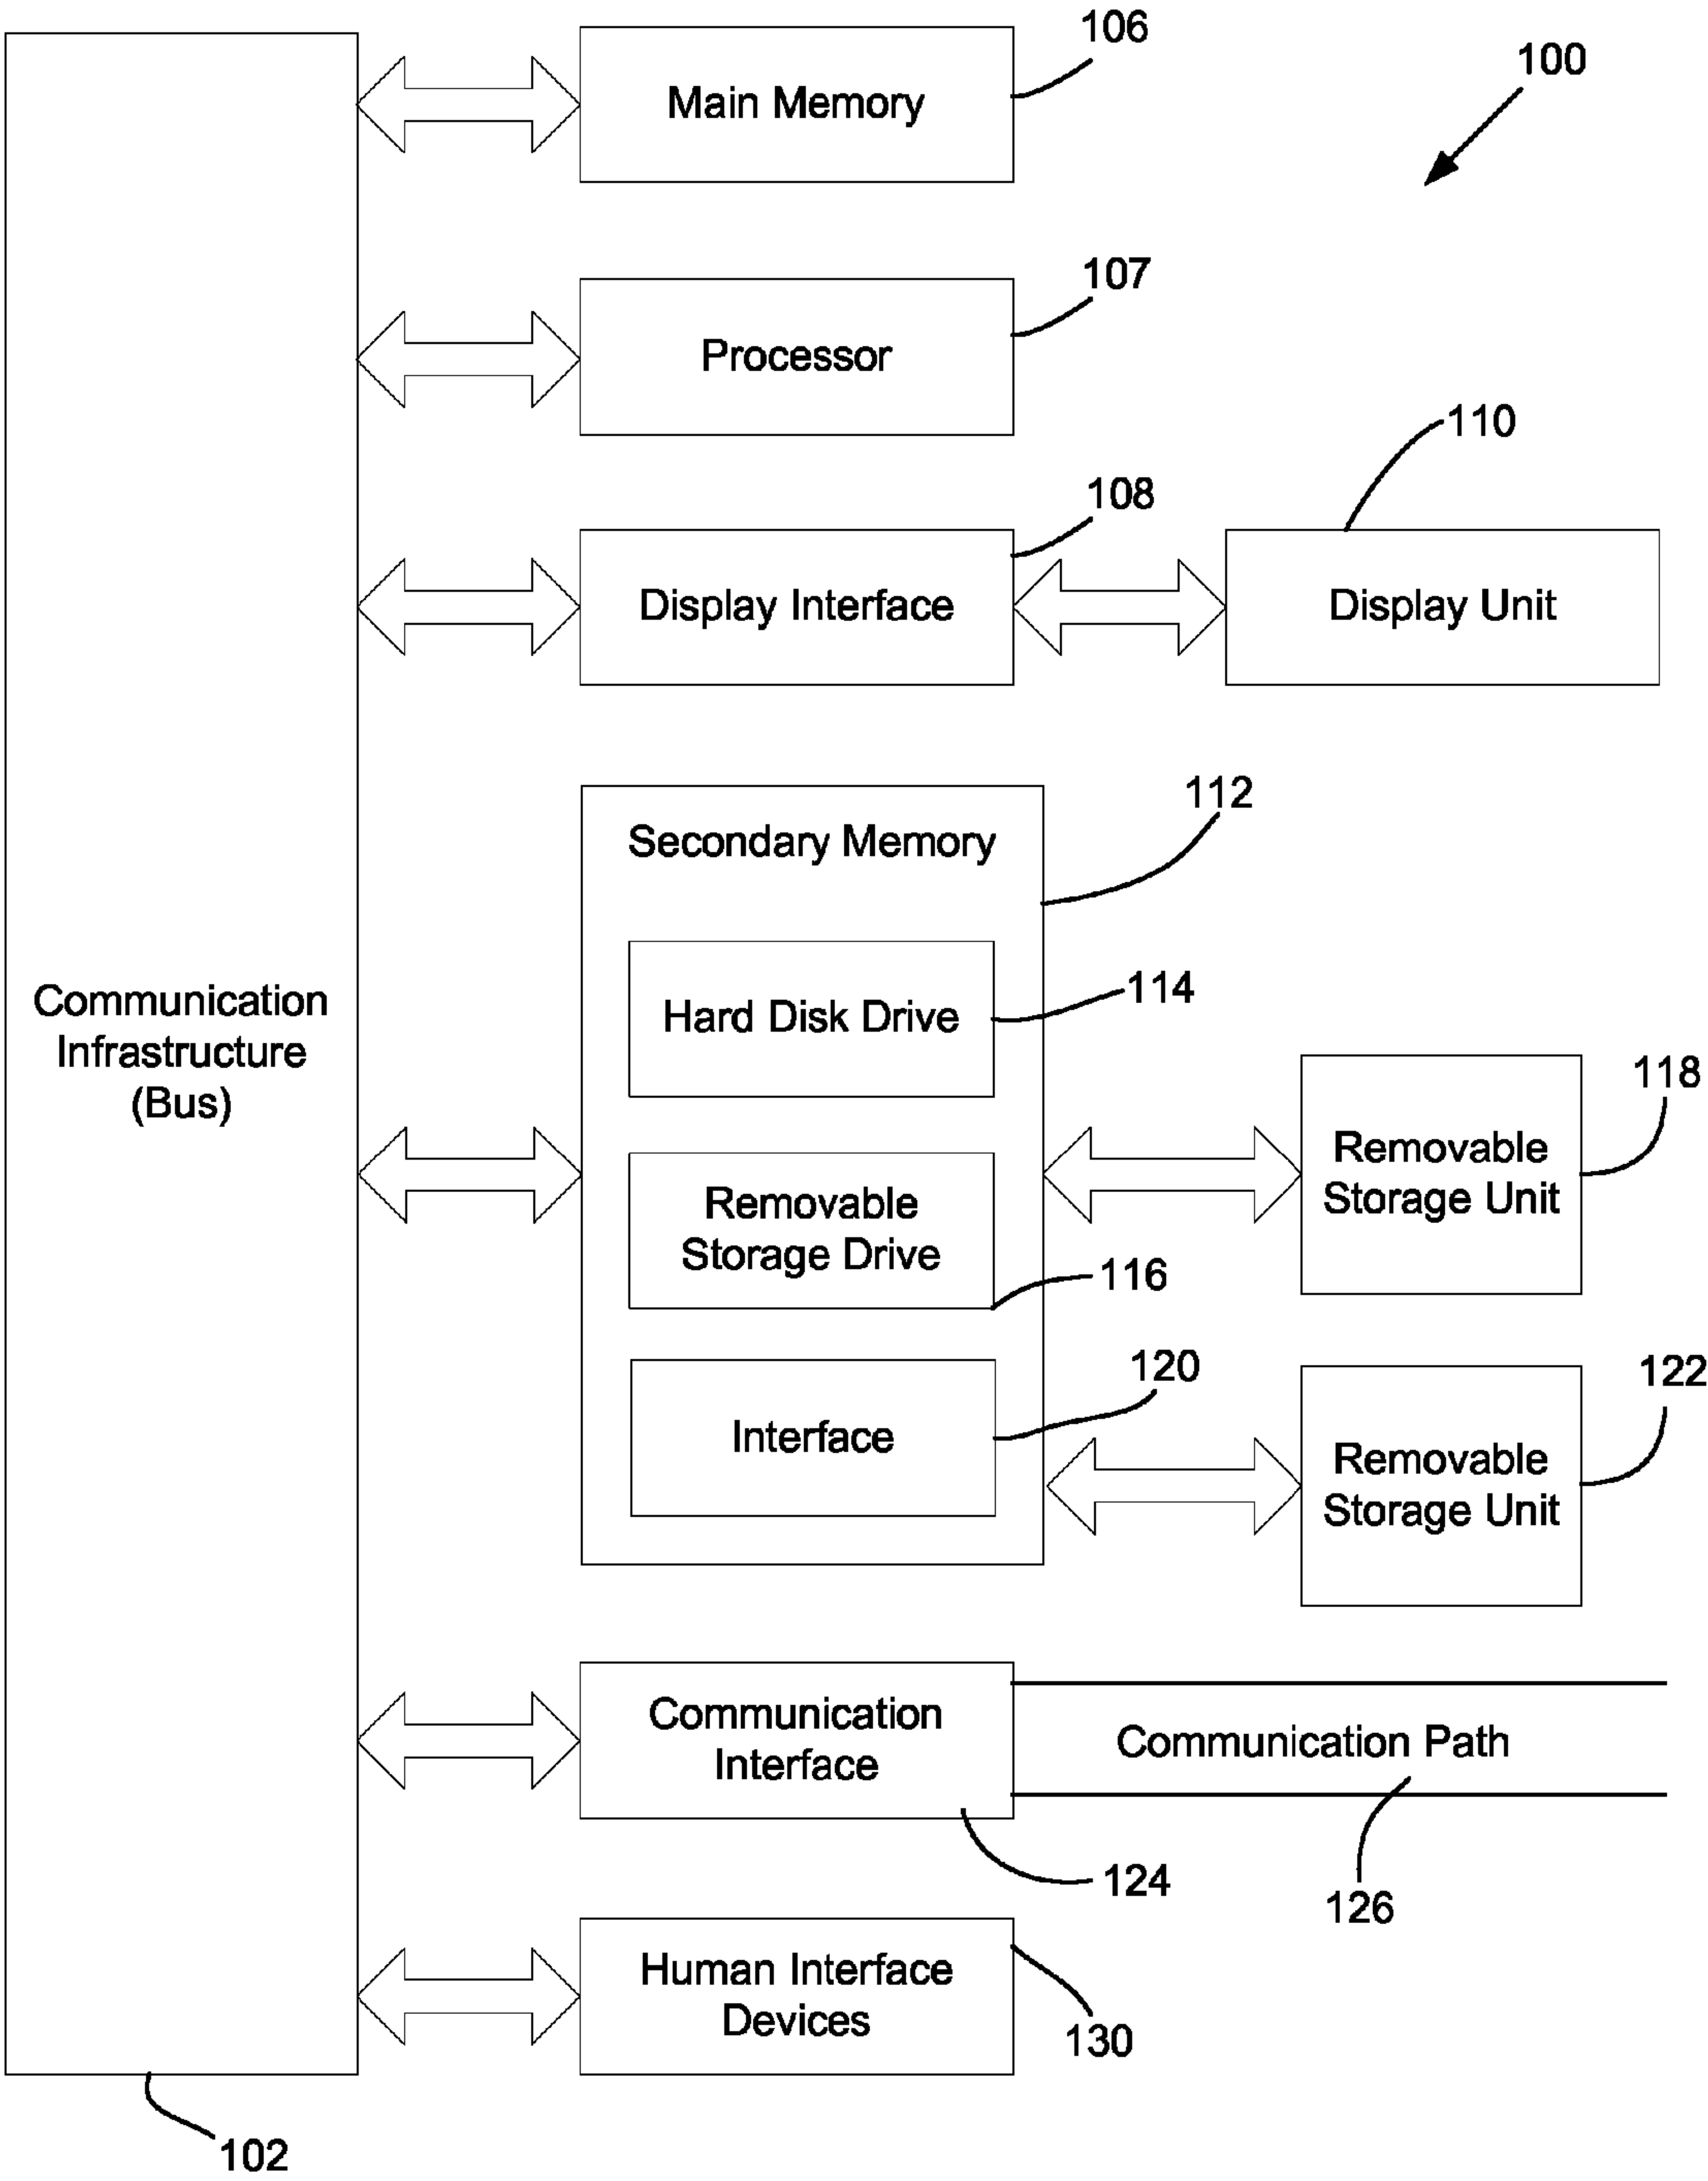 106
100
Main Memory
107
Processor
110
108
Display Interface
Display Unit
112
Secondary Memory
Communication
Infrastructure
(Bus)
114
Hard Disk Drive
118
Removable
Storage Unit
Removable
Storage Drive
116
120
122
Interface
Removable
Storage Unit
Communication
Interface
Communication Path
124
126
Human Interface
Devices
130
102